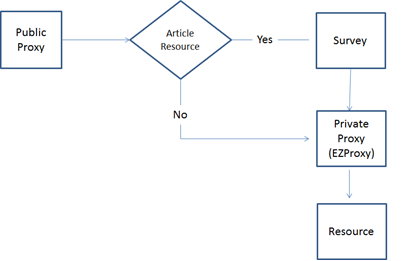 Public
Proxy
Article
Resource
Yes
Survey
No
Private
Proxy
(EZProxy)
Resource